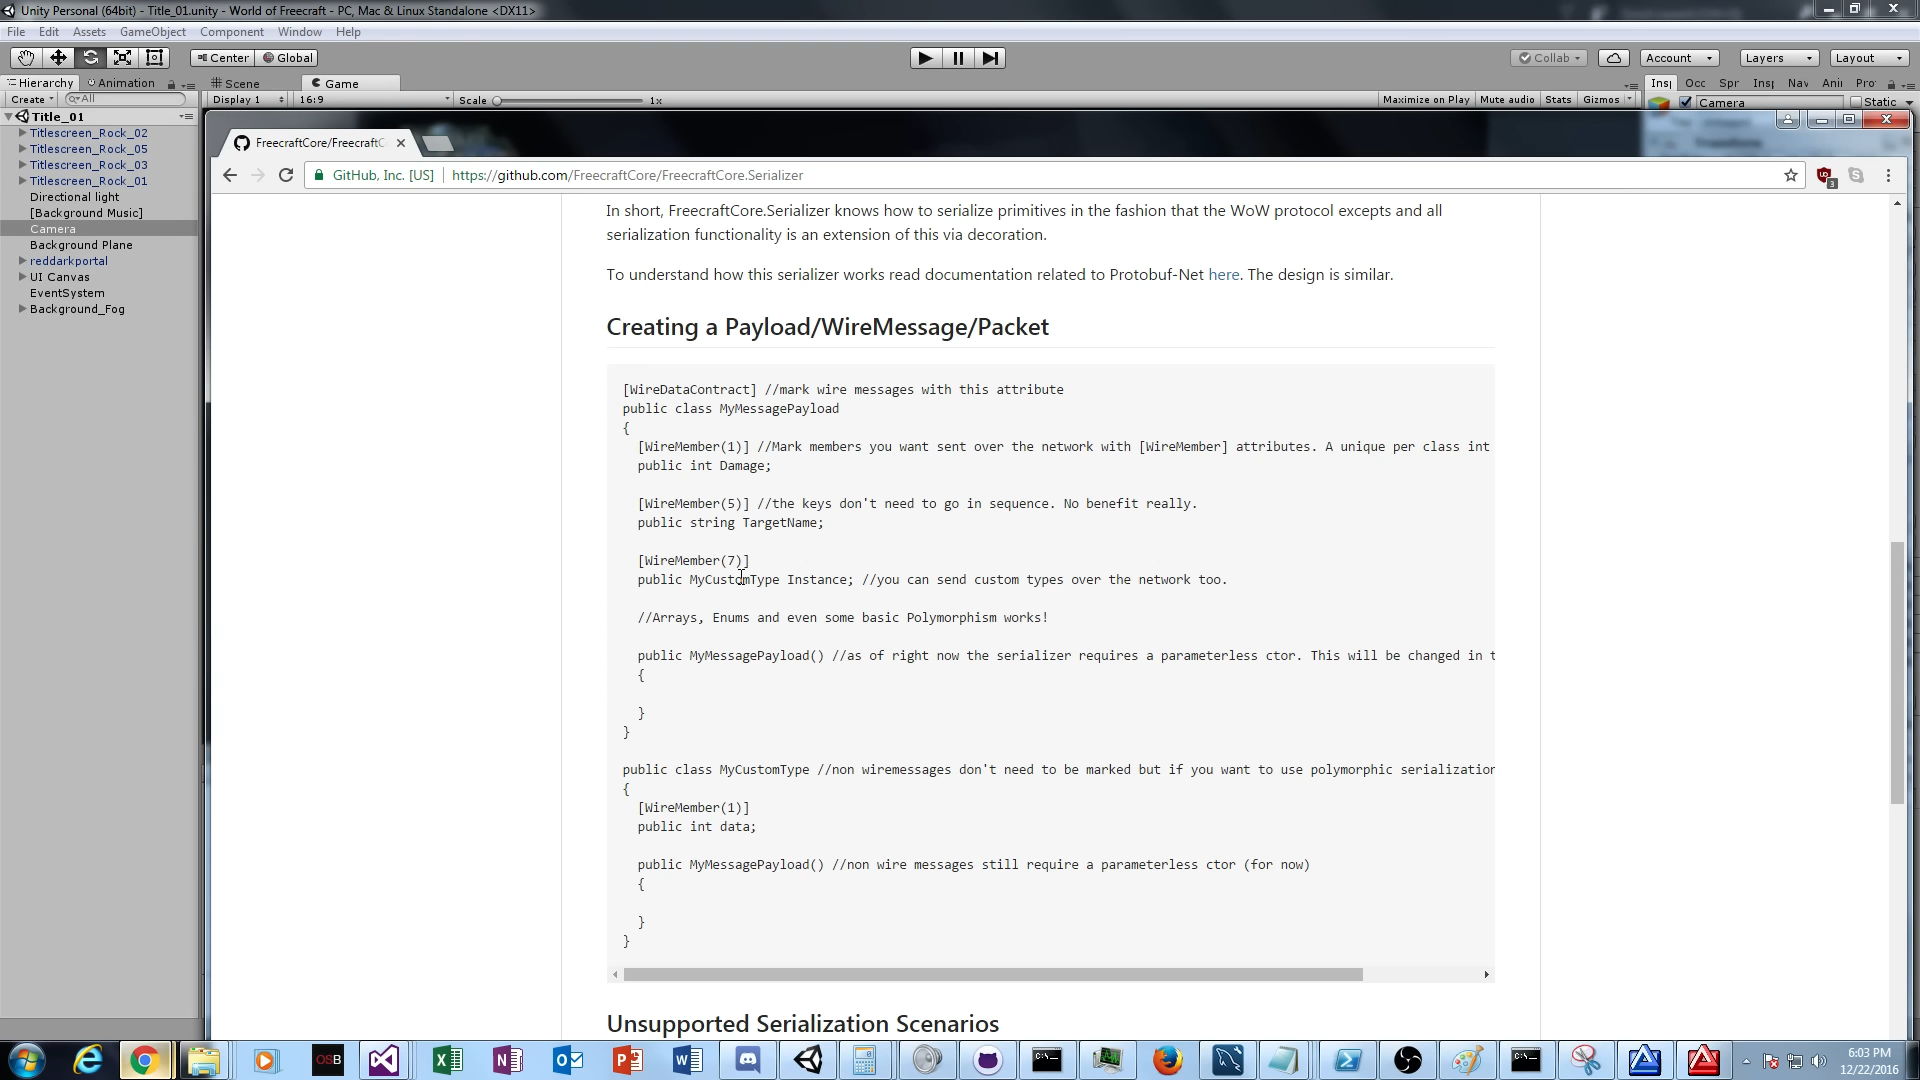 Unity Personal (64bit) - Title_01.unity - World of Freecraft - PC, Mac & Linux Standalone <DX11>
File Edit Assets GameObject Component Window Help
Center Global Collab Account Layers Layout
Hierarchy Animation Scene Game Insp Occ Spr Insp Nav Ani Pro
Create All Display 1 16:9 Scale 1x Maximize on Play Mute audio Stats Gizmos Camera Static
Title_01
Titlescreen_Rock_02
Titlescreen_Rock_05
Titlescreen_Rock_03
Titlescreen_Rock_01
Directional light
[Background Music]
Camera
Background Plane
reddarkportal
UI Canvas
EventSystem
Background_Fog
FreecraftCore/FreecraftC
GitHub, Inc. [US] https://github.com/FreecraftCore/FreecraftCore.Serializer
In short, FreecraftCore.Serializer knows how to serialize primitives in the fashion that the WoW protocol excepts and all
serialization functionality is an extension of this via decoration.
To understand how this serializer works read documentation related to Protobuf-Net here. The design is similar.
Creating a Payload/WireMessage/Packet
[WireDataContract] //mark wire messages with this attribute
public class MyMessagePayload
{
[WireMember(1)] //Mark members you want sent over the network with [WireMember] attributes. A unique per class int
public int Damage;
[WireMember(5)] //the keys don't need to go in sequence. No benefit really.
public string TargetName;
[WireMember(7)]
public MyCustomType Instance; //you can send custom types over the network too.
//Arrays, Enums and even some basic Polymorphism works!
public MyMessagePayload() //as of right now the serializer requires a parameterless ctor. This will be changed in t
{
}
}
public class MyCustomType //non wiremessages don't need to be marked but if you want to use polymorphic serialization
{
[WireMember(1)]
public int data;
public MyMessagePayload() //non wire messages still require a parameterless ctor (for now)
{
}
}
Unsupported Serialization Scenarios
OSB
6:03 PM
12/22/2016